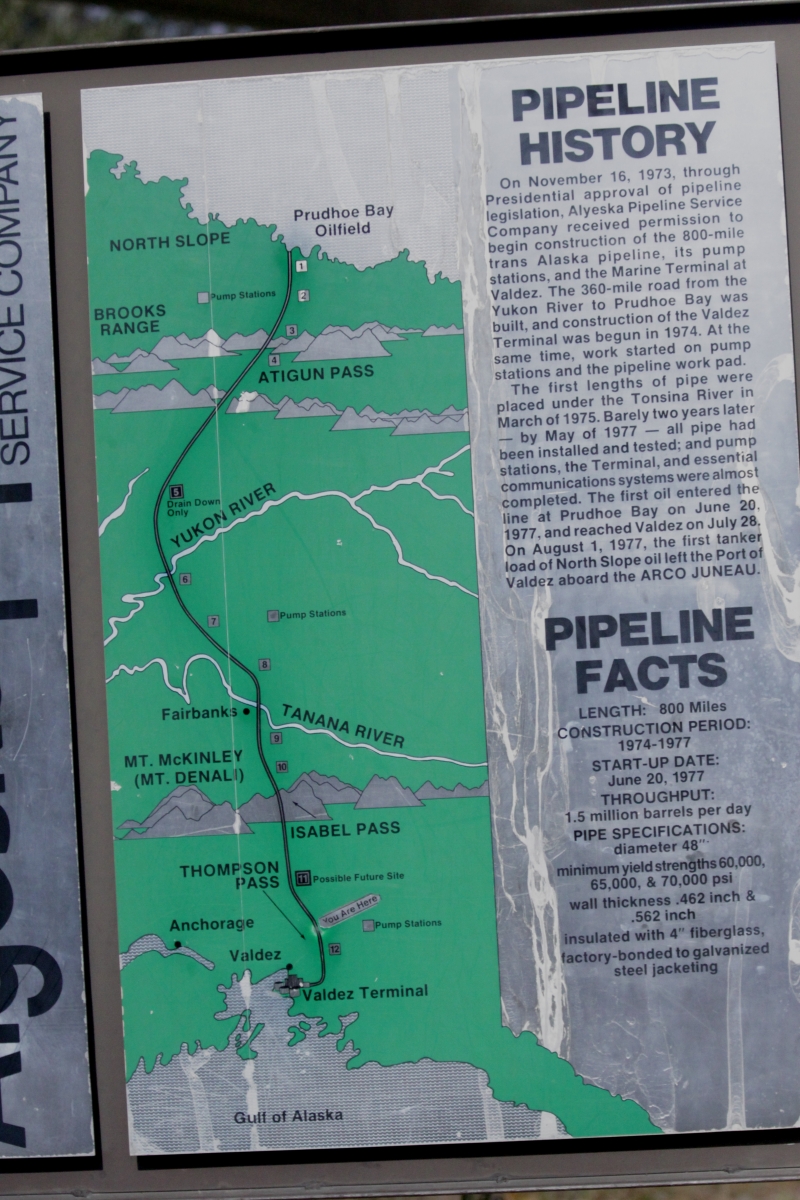 SERVICE COMPANY
Prudhoe Bay
Oilfield
NORTH SLOPE
1
Pump Stations
2
BROOKS
RANGE
3
4
ATIGUN PASS
5
Drain Down
Only
YUKON RIVER
6
7
Pump Stations
8
Fairbanks
TANANA RIVER
9
MT. McKINLEY
(MT. DENALI)
10
ISABEL PASS
THOMPSON
PASS
11
Possible Future Site
You Are Here
Anchorage
Pump Stations
Valdez
12
Valdez Terminal
Gulf of Alaska
PIPELINE
HISTORY
On November 16, 1973, through
Presidential approval of pipeline
legislation, Alyeska Pipeline Service
Company received permission to
begin construction of the 800-mile
trans Alaska pipeline, its pump
stations, and the Marine Terminal at
Valdez. The 360-mile road from the
Yukon River to Prudhoe Bay was
built, and construction of the Valdez
Terminal was begun in 1974. At the
same time, work started on pump
stations and the pipeline work pad.
The first lengths of pipe were
placed under the Tonsina River in
March of 1975. Barely two years later
— by May of 1977 — all pipe had
been installed and tested; and pump
stations, the Terminal, and essential
communications systems were almost
completed. The first oil entered the
line at Prudhoe Bay on June 20,
1977, and reached Valdez on July 28.
On August 1, 1977, the first tanker
load of North Slope oil left the Port of
Valdez aboard the ARCO JUNEAU.
PIPELINE
FACTS
LENGTH: 800 Miles
CONSTRUCTION PERIOD:
1974-1977
START-UP DATE:
June 20, 1977
THROUGHPUT:
1.5 million barrels per day
PIPE SPECIFICATIONS:
diameter 48"
minimum yield strengths 60,000,
65,000, & 70,000 psi
wall thickness .462 inch &
.562 inch
insulated with 4" fiberglass,
factory-bonded to galvanized
steel jacketing